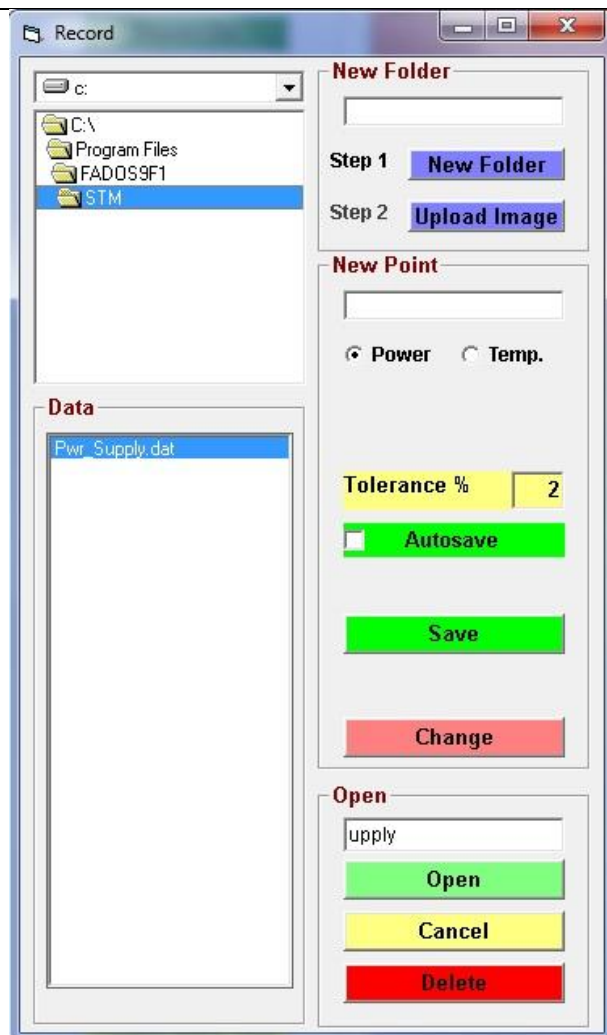 Record
c:
C:\
Program Files
FADOS9F1
STM
Data
Pwr_Supply.dat
New Folder
Step 1 New Folder
Step 2 Upload Image
New Point
Power Temp.
Tolerance % 2
Autosave
Save
Change
Open
upply
Open
Cancel
Delete